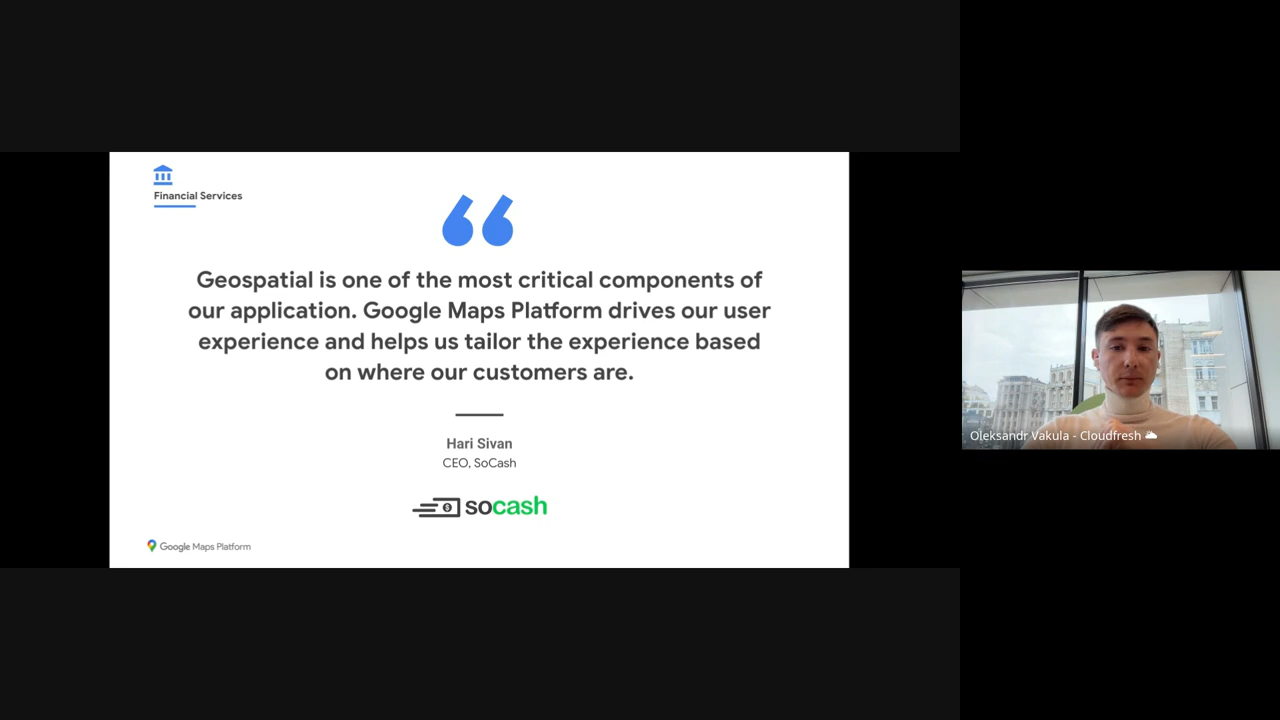 Financial Services
Geospatial is one of the most critical components of
our application. Google Maps Platform drives our user
experience and helps us tailor the experience based
on where our customers are.
Hari Sivan
CEO, SoCash
socash
Google Maps Platform
Oleksandr Vakula - Cloudfresh ⛅